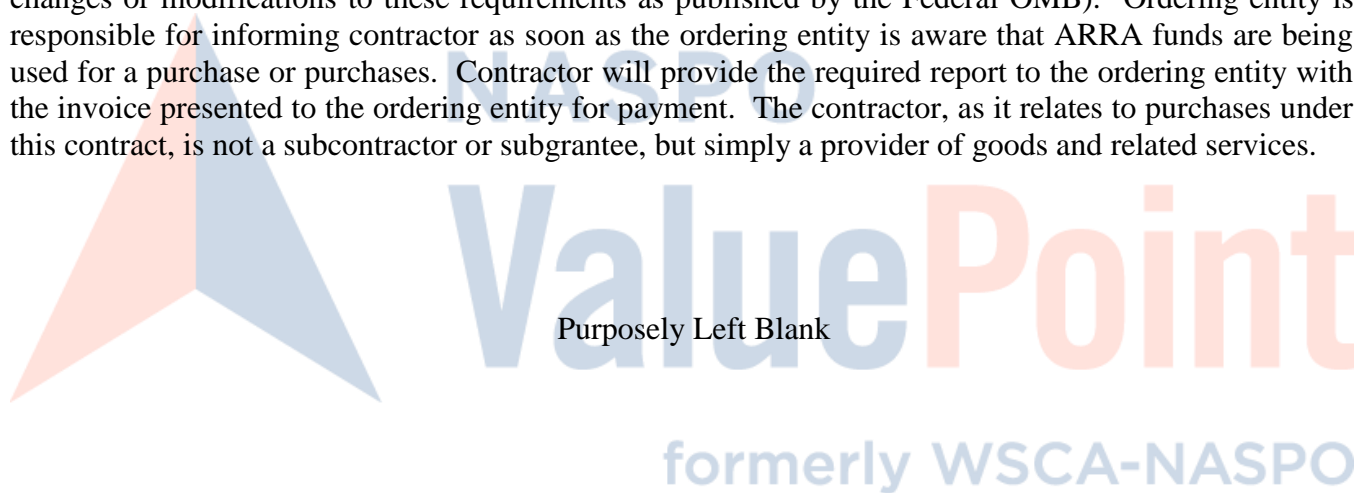 changes or modifications to these requirements as published by the Federal OMB). Ordering entity is
responsible for informing contractor as soon as the ordering entity is aware that ARRA funds are being
used for a purchase or purchases. Contractor will provide the required report to the ordering entity with
the invoice presented to the ordering entity for payment. The contractor, as it relates to purchases under
this contract, is not a subcontractor or subgrantee, but simply a provider of goods and related services.
NASPO
ValuePoint
Purposely Left Blank
formerly WSCA-NASPO